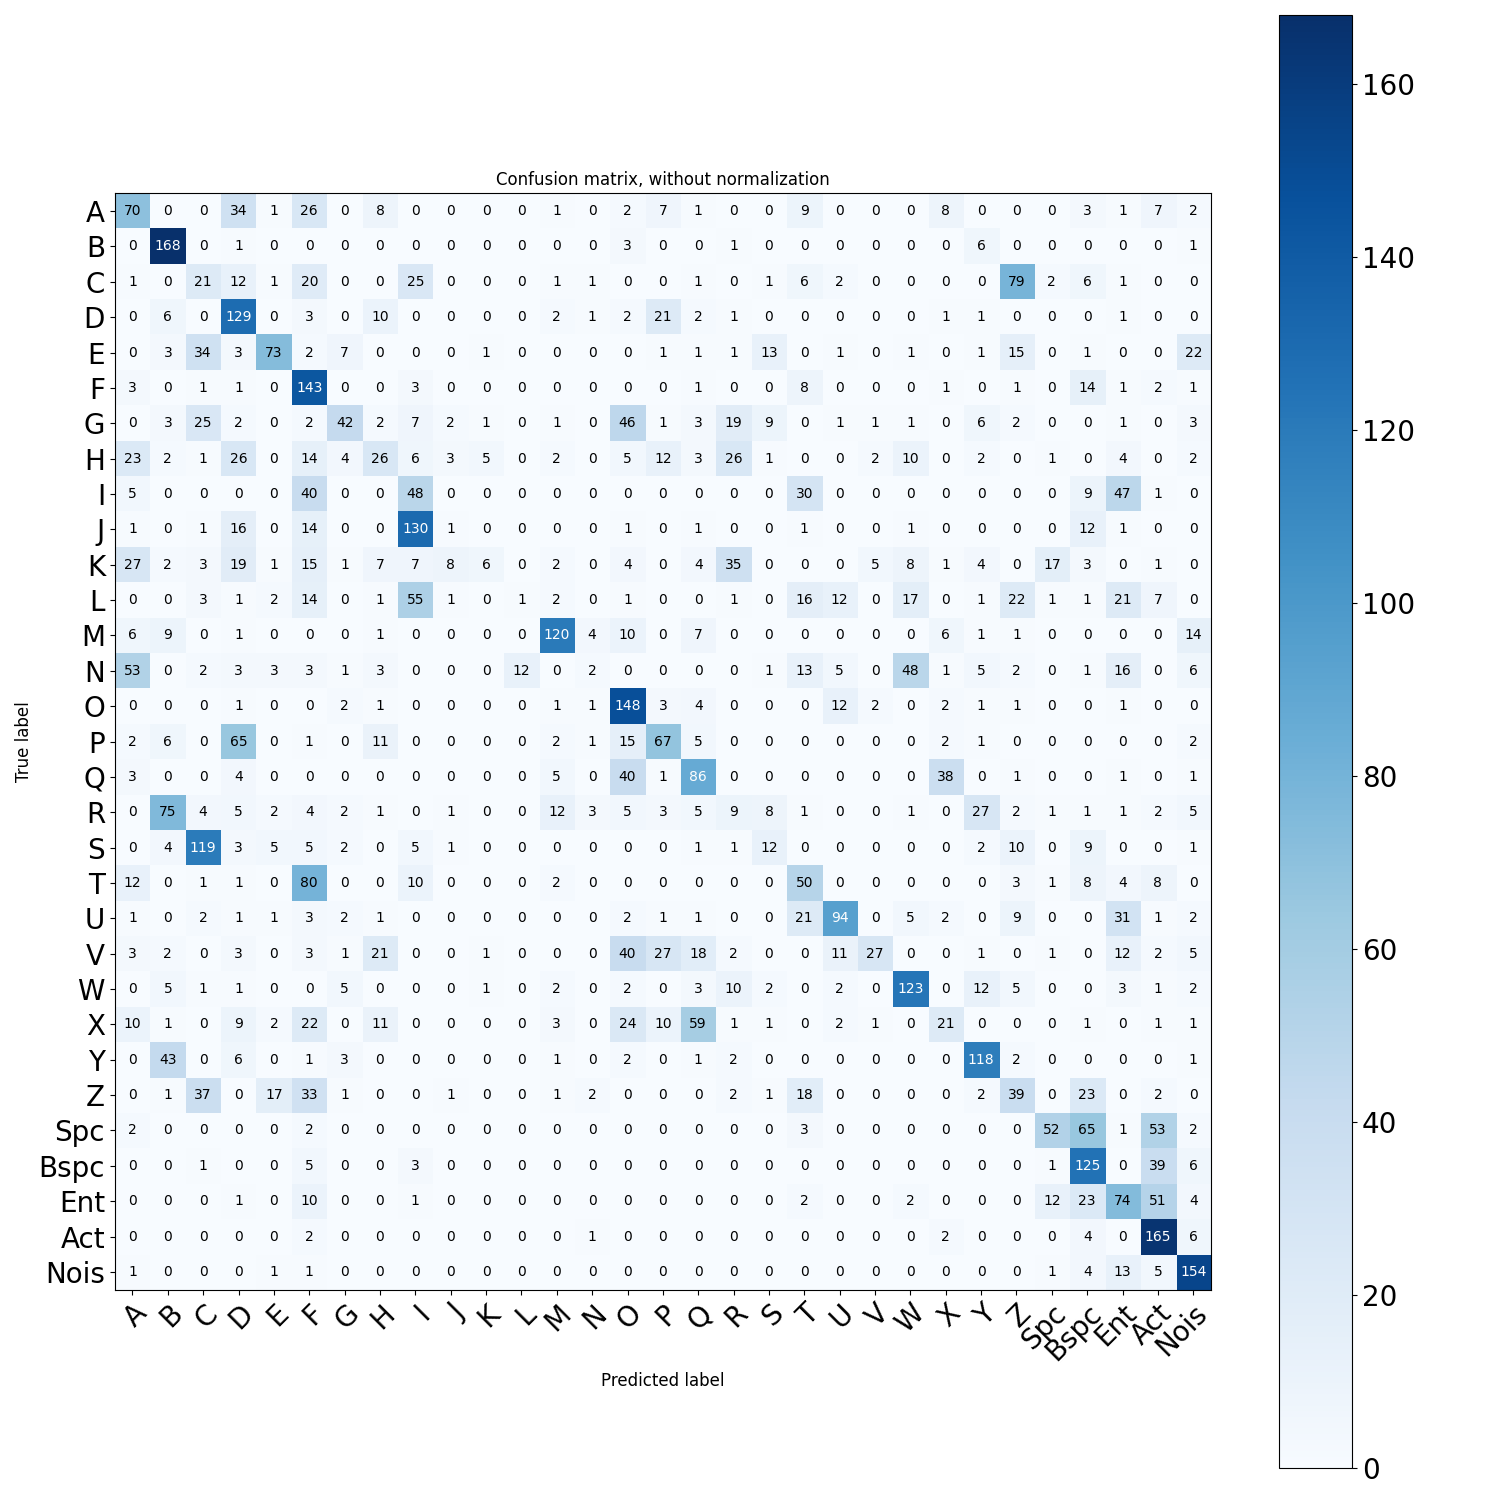 Confusion matrix, without normalization
A 70 0 0 34 1 26 0 8 0 0 0 0 1 0 2 7 1 0 0 9 0 0 0 8 0 0 0 3 1 7 2
B 0 168 0 1 0 0 0 0 0 0 0 0 0 0 3 0 0 1 0 0 0 0 0 0 6 0 0 0 0 0 1
C 1 0 21 12 1 20 0 0 25 0 0 0 1 1 0 0 1 0 1 6 2 0 0 0 0 79 2 6 1 0 0
D 0 6 0 129 0 3 0 10 0 0 0 0 2 1 2 21 2 1 0 0 0 0 0 1 1 0 0 0 1 0 0
E 0 3 34 3 73 2 7 0 0 0 1 0 0 0 0 1 1 1 13 0 1 0 1 0 1 15 0 1 0 0 22
F 3 0 1 1 0 143 0 0 3 0 0 0 0 0 0 0 1 0 0 8 0 0 0 1 0 1 0 14 1 2 1
G 0 3 25 2 0 2 42 2 7 2 1 0 1 0 46 1 3 19 9 0 1 1 1 0 6 2 0 0 1 0 3
H 23 2 1 26 0 14 4 26 6 3 5 0 2 0 5 12 3 26 1 0 0 2 10 0 2 0 1 0 4 0 2
I 5 0 0 0 0 40 0 0 48 0 0 0 0 0 0 0 0 0 0 30 0 0 0 0 0 0 0 9 47 1 0
J 1 0 1 16 0 14 0 0 130 1 0 0 0 0 1 0 1 0 0 1 0 0 1 0 0 0 0 12 1 0 0
K 27 2 3 19 1 15 1 7 7 8 6 0 2 0 4 0 4 35 0 0 0 5 8 1 4 0 17 3 0 1 0
L 0 0 3 1 2 14 0 1 55 1 0 1 2 0 1 0 0 1 0 16 12 0 17 0 1 22 1 1 21 7 0
M 6 9 0 1 0 0 0 1 0 0 0 0 120 4 10 0 7 0 0 0 0 0 0 6 1 1 0 0 0 0 14
N 53 0 2 3 3 3 1 3 0 0 0 12 0 2 0 0 0 0 1 13 5 0 48 1 5 2 0 1 16 0 6
O 0 0 0 1 0 0 2 1 0 0 0 0 1 1 148 3 4 0 0 0 12 2 0 2 1 1 0 0 1 0 0
P 2 6 0 65 0 1 0 11 0 0 0 0 2 1 15 67 5 0 0 0 0 0 0 2 1 0 0 0 0 0 2
Q 3 0 0 4 0 0 0 0 0 0 0 0 5 0 40 1 86 0 0 0 0 0 0 38 0 1 0 0 1 0 1
R 0 75 4 5 2 4 2 1 0 1 0 0 12 3 5 3 5 9 8 1 0 0 1 0 27 2 1 1 1 2 5
S 0 4 119 3 5 5 2 0 5 1 0 0 0 0 0 0 1 1 12 0 0 0 0 0 2 10 0 9 0 0 1
T 12 0 1 1 0 80 0 0 10 0 0 0 2 0 0 0 0 0 0 50 0 0 0 0 0 3 1 8 4 8 0
U 1 0 2 1 1 3 2 1 0 0 0 0 0 0 2 1 1 0 0 21 94 0 5 2 0 9 0 0 31 1 2
V 3 2 0 3 0 3 1 21 0 0 1 0 0 0 40 27 18 2 0 0 11 27 0 0 1 0 1 0 12 2 5
W 0 5 1 1 0 0 5 0 0 0 1 0 2 0 2 0 3 10 2 0 2 0 123 0 12 5 0 0 3 1 2
X 10 1 0 9 2 22 0 11 0 0 0 0 3 0 24 10 59 1 1 0 2 1 0 21 0 0 0 1 0 1 1
Y 0 43 0 6 0 1 3 0 0 0 0 0 1 0 2 0 1 2 0 0 0 0 0 0 118 2 0 0 0 0 1
Z 0 1 37 0 17 33 1 0 0 1 0 0 1 2 0 0 0 2 1 18 0 0 0 0 2 39 0 23 0 2 0
Spc 2 0 0 0 0 2 0 0 0 0 0 0 0 0 0 0 0 0 0 3 0 0 0 0 0 0 52 65 1 53 2
Bspc 0 0 1 0 0 5 0 0 3 0 0 0 0 0 0 0 0 0 0 0 0 0 0 0 0 0 1 125 0 39 6
Ent 0 0 0 1 0 10 0 0 1 0 0 0 0 0 0 0 0 0 0 2 0 0 2 0 0 0 12 23 74 51 4
Act 0 0 0 0 0 2 0 0 0 0 0 0 0 1 0 0 0 0 0 0 0 0 0 2 0 0 0 4 0 165 6
Nois 1 0 0 0 1 1 0 0 0 0 0 0 0 0 0 0 0 0 0 0 0 0 0 0 0 0 1 4 13 5 154
A B C D E F G H I J K L M N O P Q R S T U V W X Y Z Spc Bspc Ent Act Nois
True label
Predicted label
160
140
120
100
80
60
40
20
0